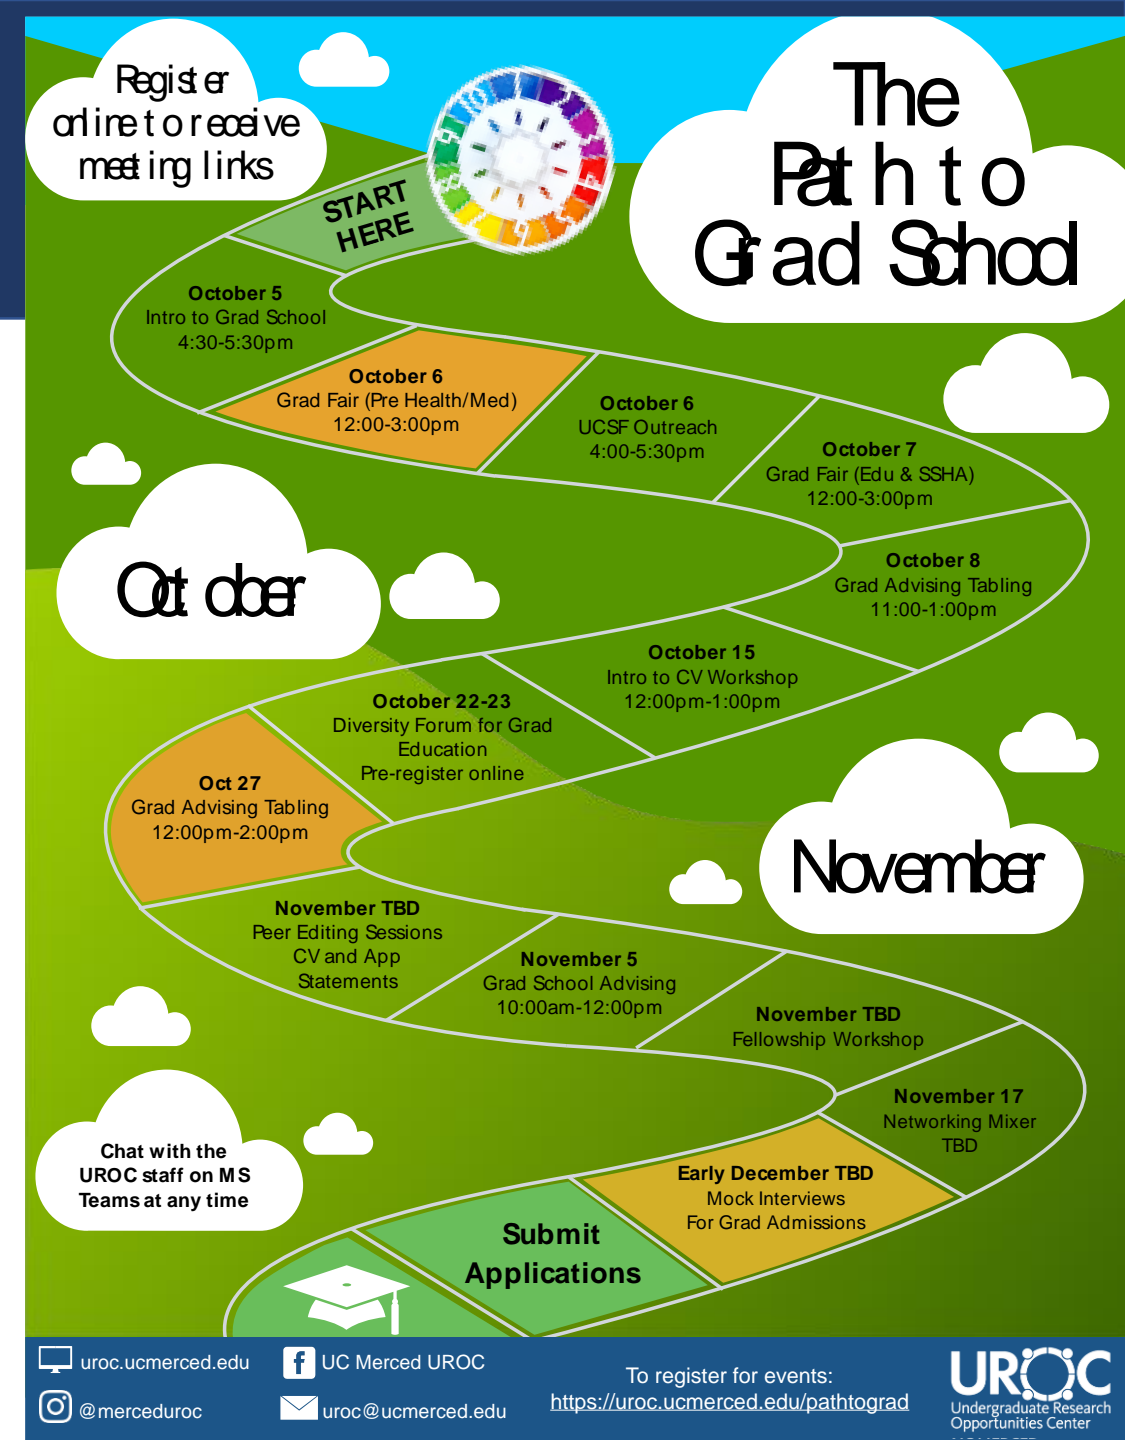 Register
online to receive
meeting links
The
Path to
Grad School
START
HERE
October 5
Intro to Grad School
4:30-5:30pm
October 6
Grad Fair (Pre Health/Med)
12:00-3:00pm
October 6
UCSF Outreach
4:00-5:30pm
October 7
Grad Fair (Edu & SSHA)
12:00-3:00pm
October 8
Grad Advising Tabling
11:00-1:00pm
October
October 15
Intro to CV Workshop
12:00pm-1:00pm
October 22-23
Diversity Forum for Grad
Education
Pre-register online
Oct 27
Grad Advising Tabling
12:00pm-2:00pm
November
November TBD
Peer Editing Sessions
CV and App
Statements
November 5
Grad School Advising
10:00am-12:00pm
November TBD
Fellowship Workshop
November 17
Networking Mixer
TBD
Chat with the
UROC staff on MS
Teams at any time
Early December TBD
Mock Interviews
For Grad Admissions
Submit
Applications
uroc.ucmerced.edu
UC Merced UROC
@merceduroc
uroc@ucmerced.edu
To register for events:
https://uroc.ucmerced.edu/pathtograd
UROC
Undergraduate Research
Opportunities Center